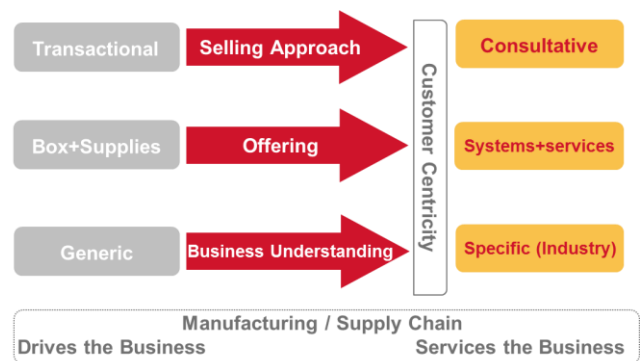 Transactional
Selling Approach
Consultative
Box+Supplies
Offering
Systems+services
Generic
Business Understanding
Specific (Industry)
Customer Centricity
Manufacturing / Supply Chain
Drives the Business
Services the Business